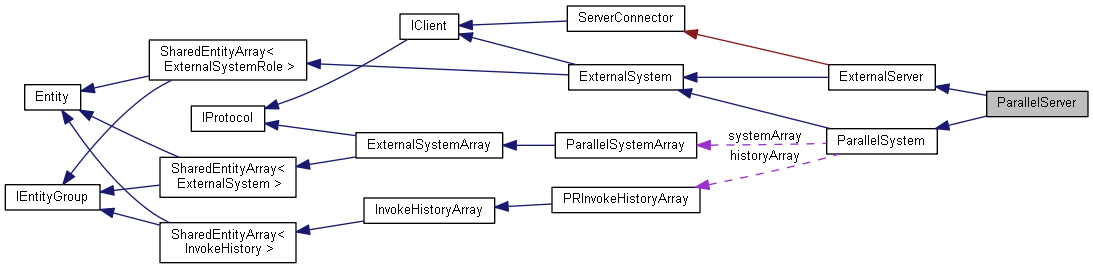 IClient
ServerConnector
SharedEntityArray<
ExternalSystemRole >
ExternalSystem
ExternalServer
Entity
ParallelServer
IProtocol
systemArray
ExternalSystemArray
ParallelSystemArray
ParallelSystem
historyArray
SharedEntityArray<
ExternalSystem >
IEntityGroup
InvokeHistoryArray
PRInvokeHistoryArray
SharedEntityArray<
InvokeHistory >